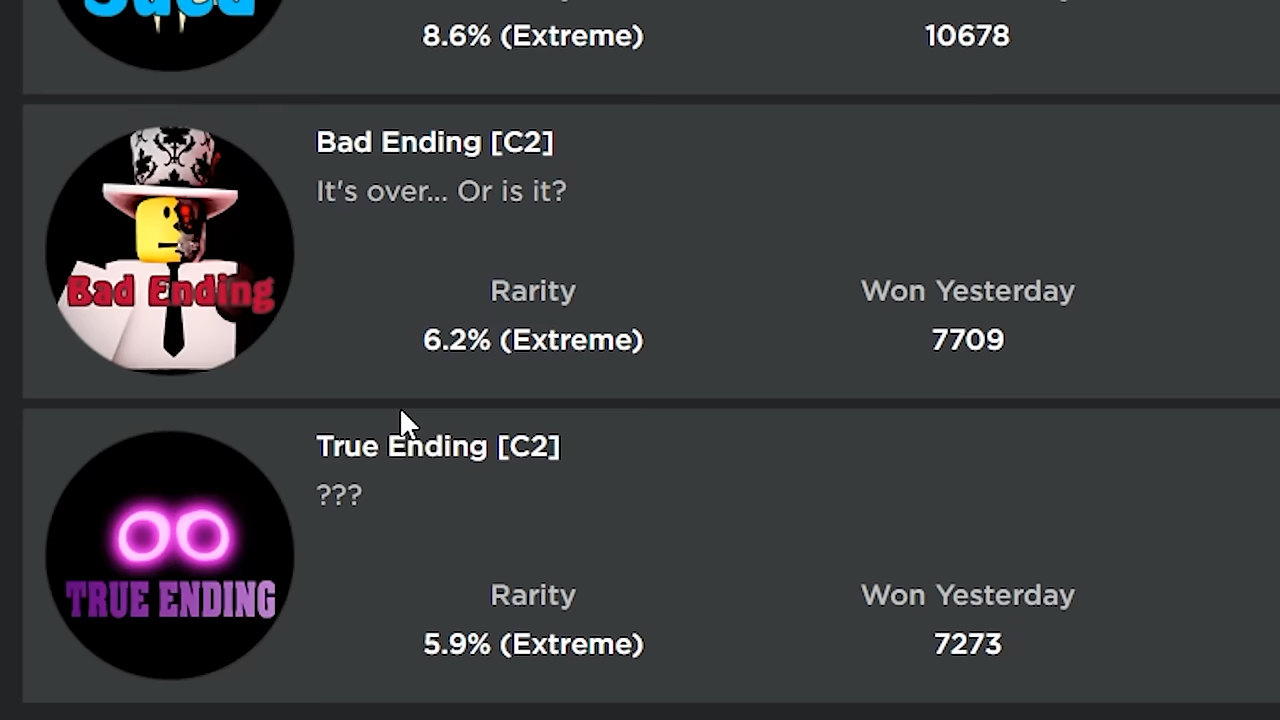 8.6% (Extreme)
10678
Bad Ending [C2]
It's over... Or is it?
Bad Ending
Rarity
Won Yesterday
6.2% (Extreme)
7709
True Ending [C2]
???
TRUE ENDING
Rarity
Won Yesterday
5.9% (Extreme)
7273